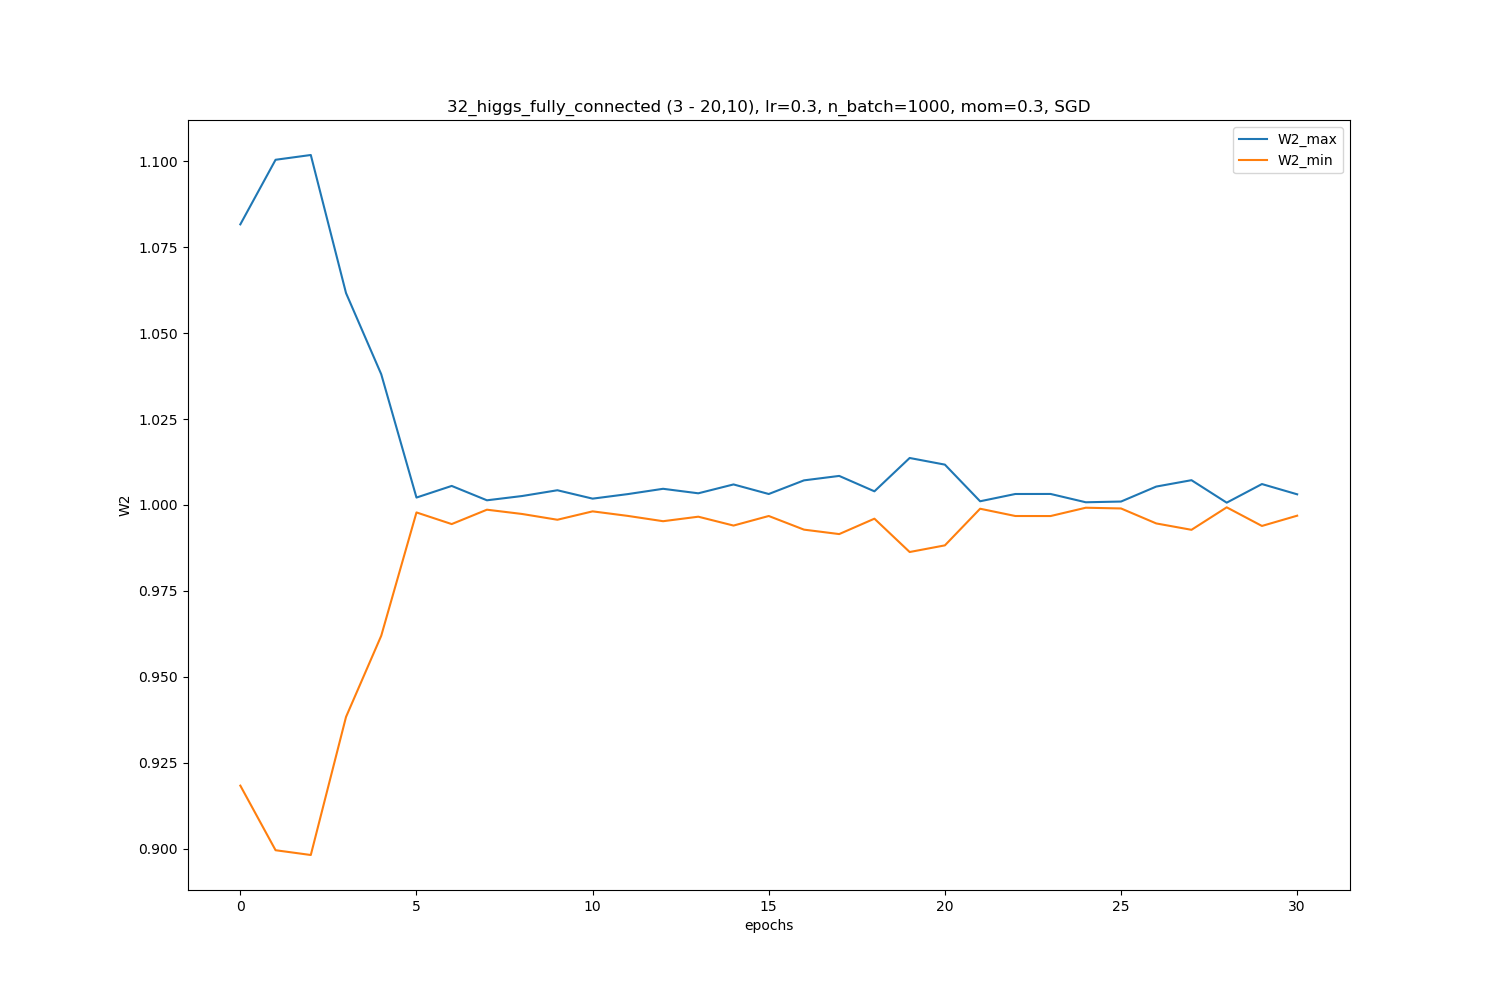 32_higgs_fully_connected (3 - 20,10), lr=0.3, n_batch=1000, mom=0.3, SGD
W2_max
W2_min
1.100
1.075
1.050
1.025
1.000
0.975
0.950
0.925
0.900
W2
0 5 10 15 20 25 30
epochs